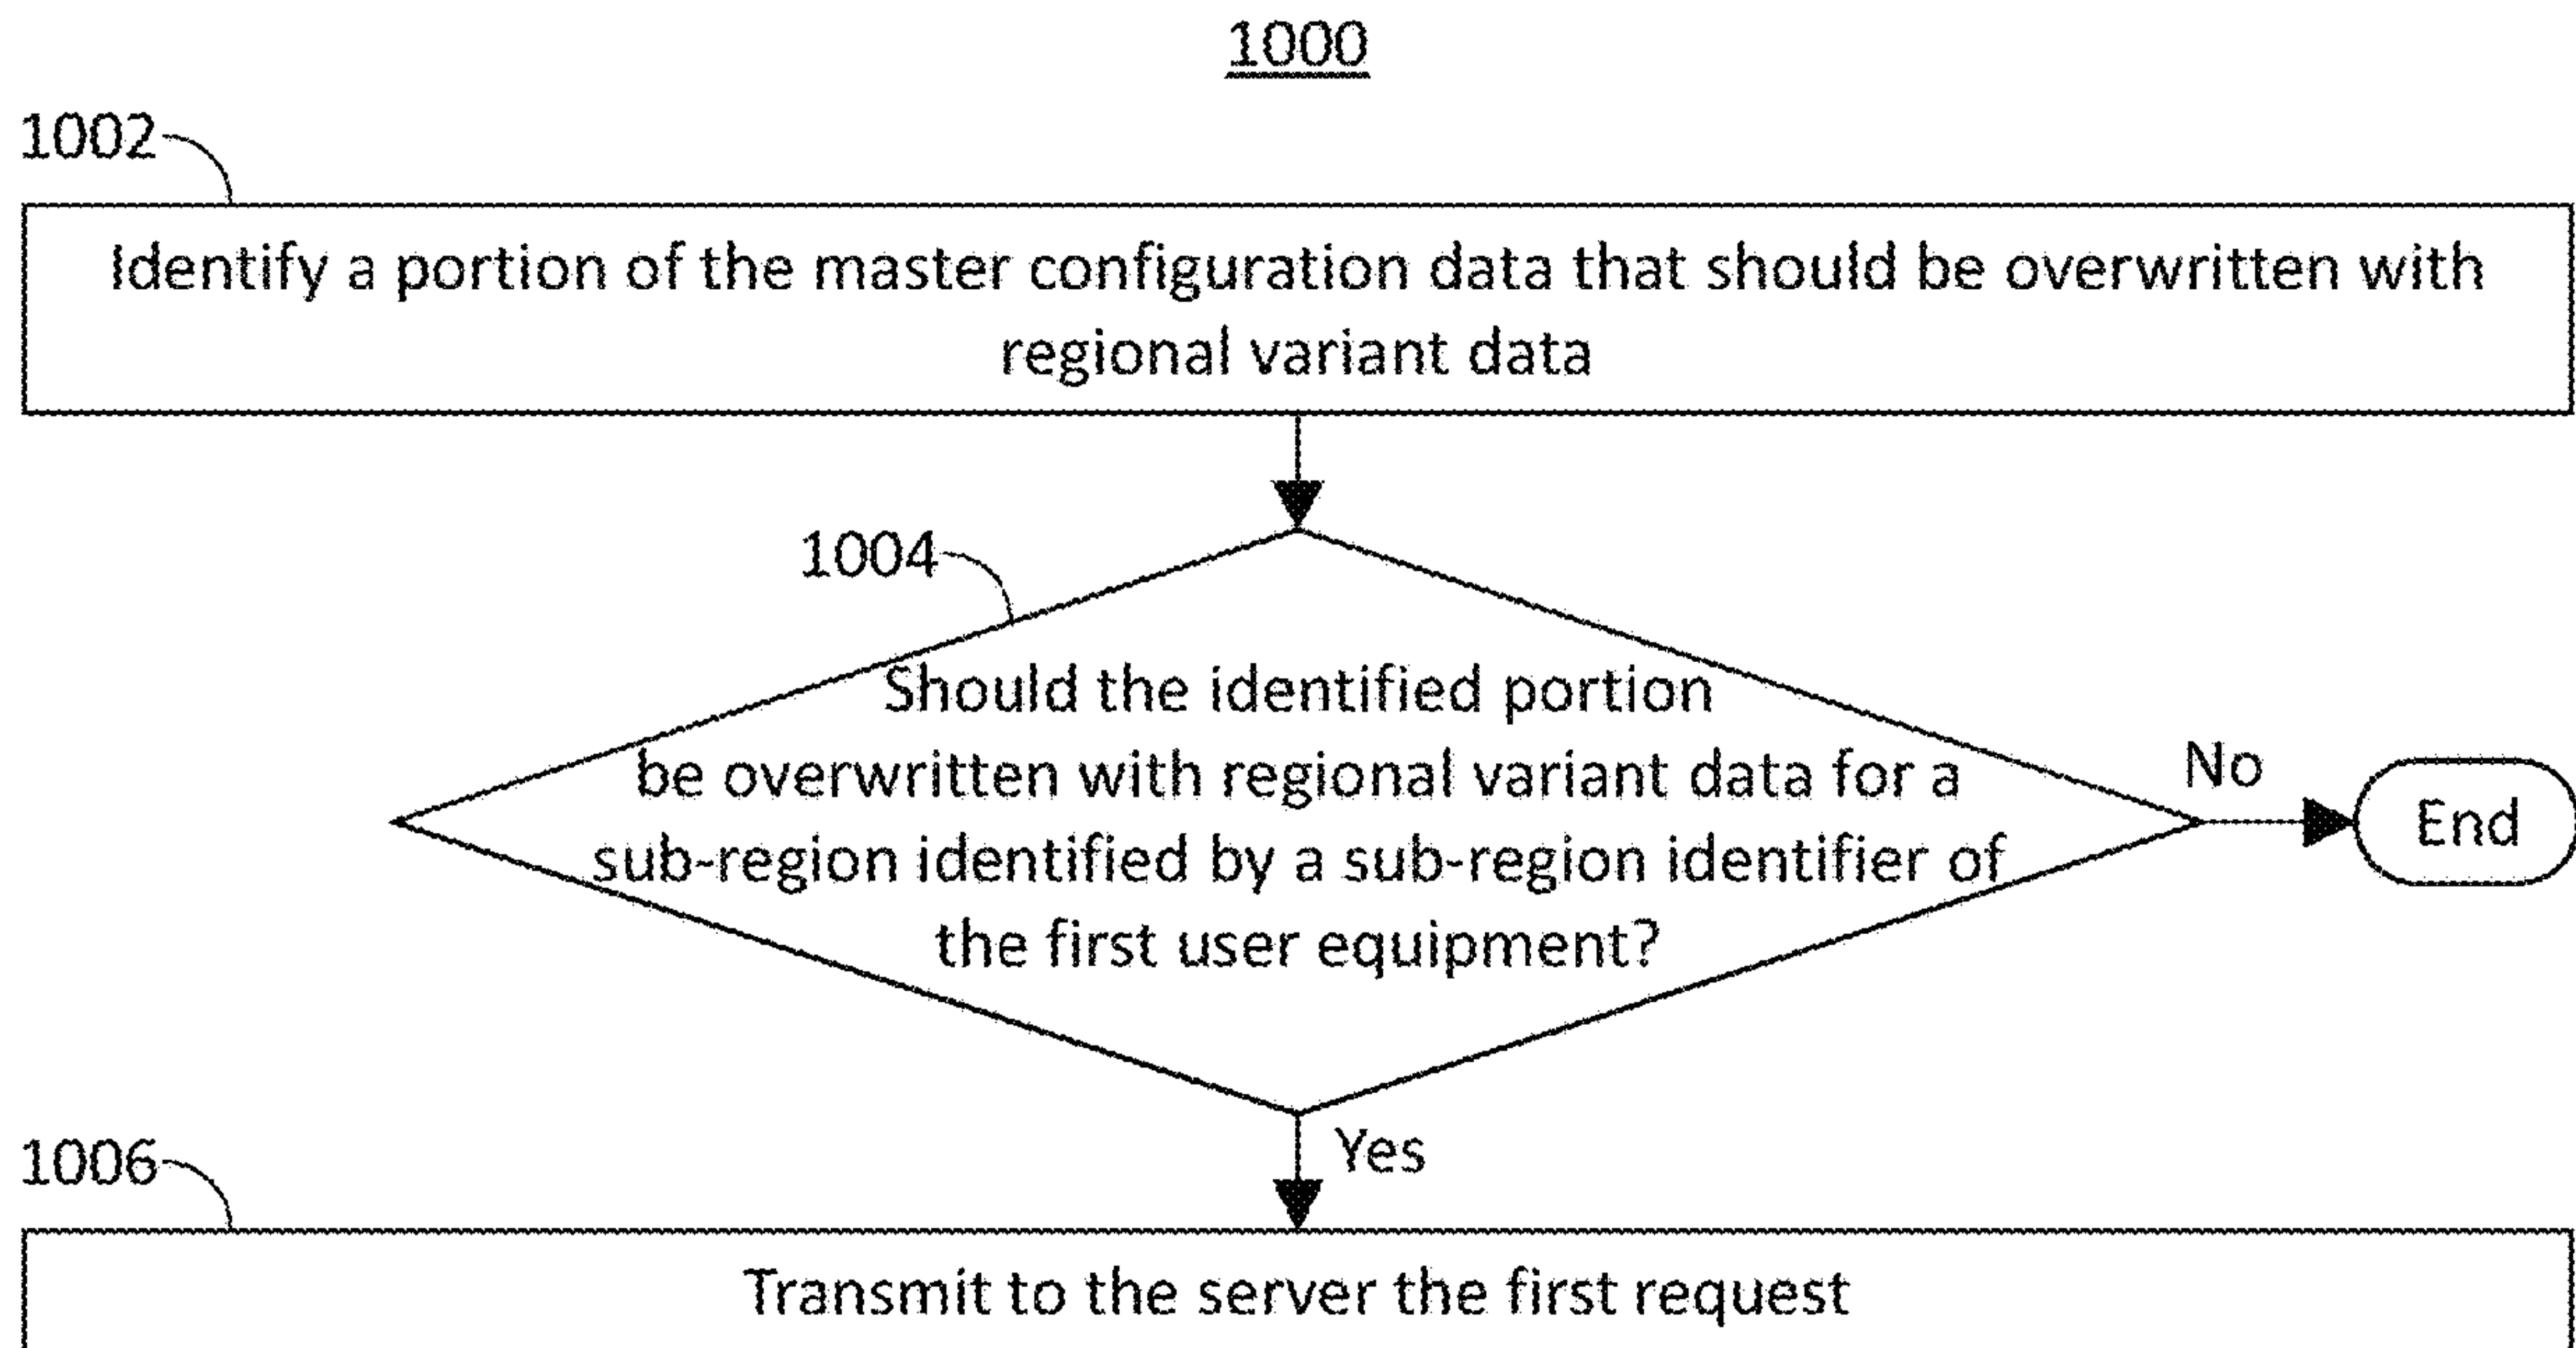 1000
1002
Identify a portion of the master configuration data that should be overwritten with
regional variant data
1004
Should the identified portion
be overwritten with regional variant data for a
sub-region identified by a sub-region identifier of
the first user equipment?
No
End
Yes
1006
Transmit to the server the first request